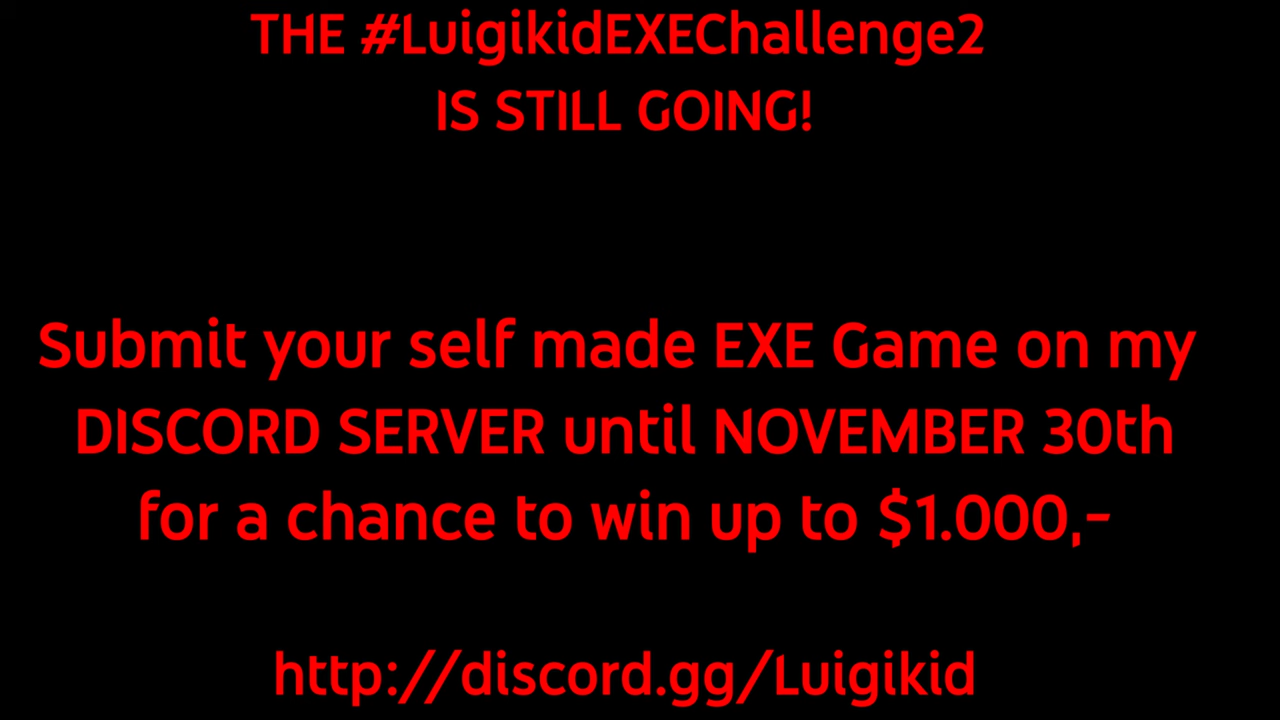 THE #LuigikidEXEChallenge2
IS STILL GOING!
Submit your self made EXE Game on my
DISCORD SERVER until NOVEMBER 30th
for a chance to win up to $1.000,-
http://discord.gg/Luigikid